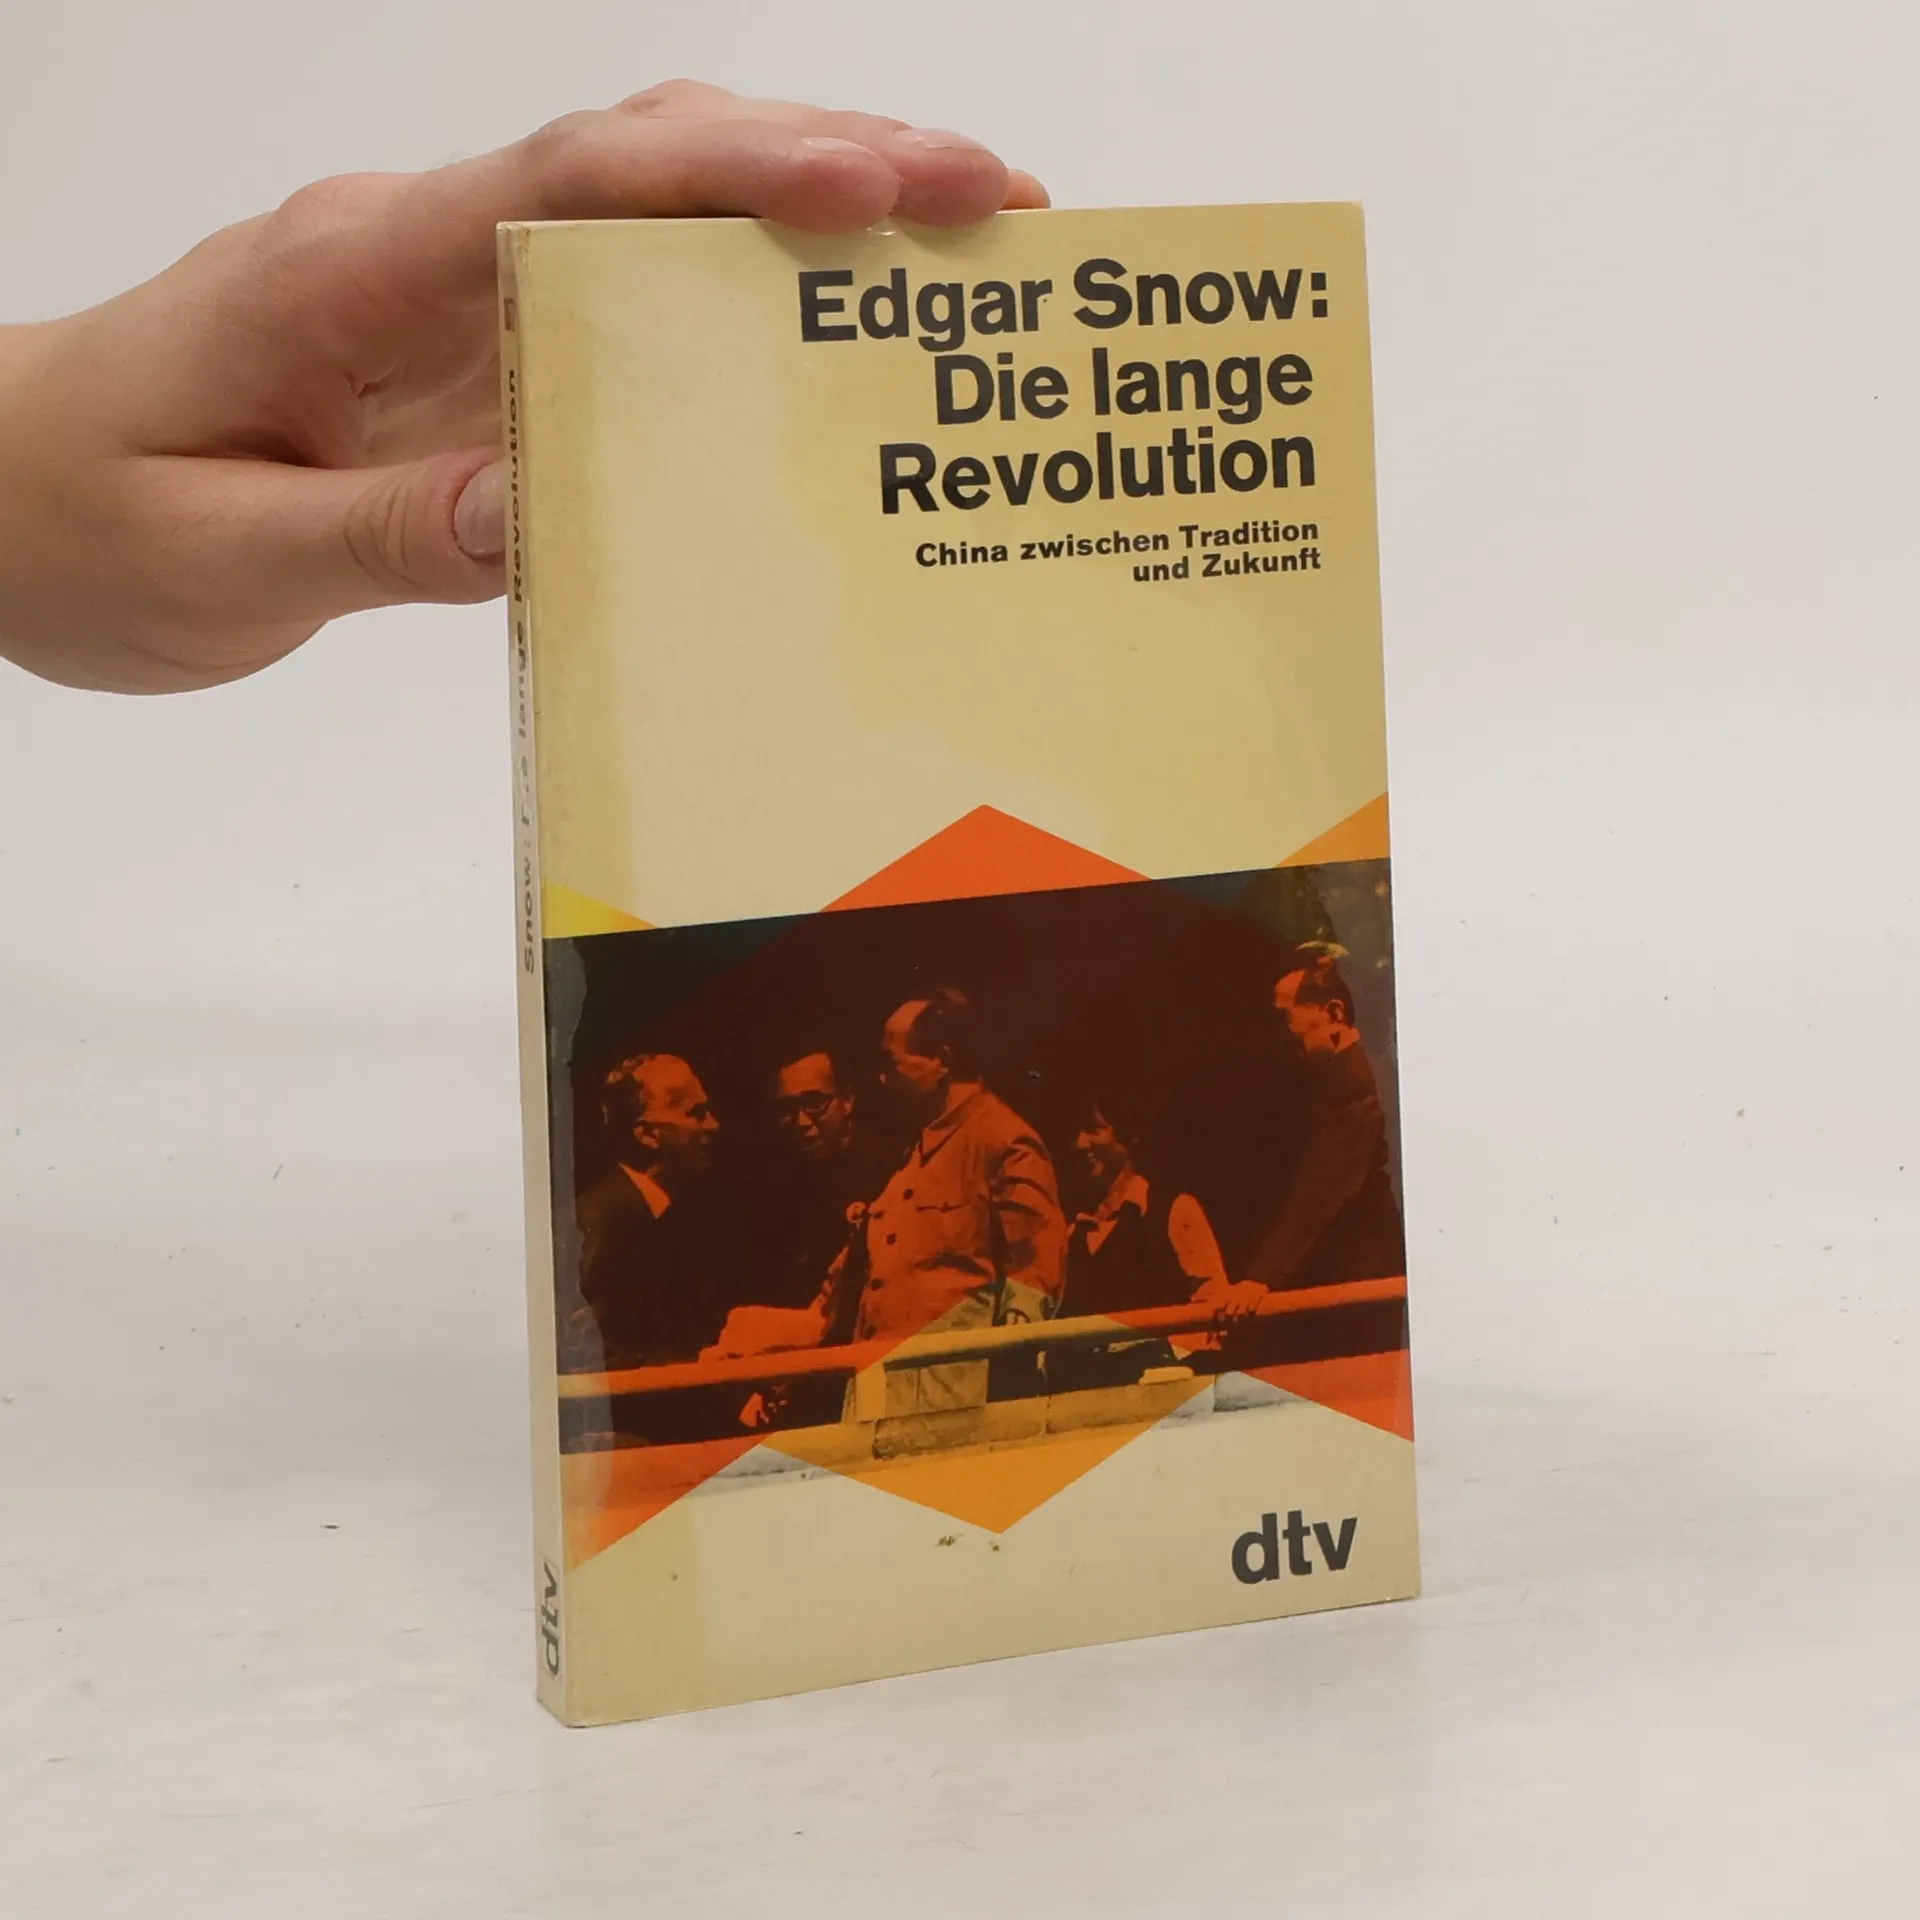 Edgar Snow:
Die lange
Revolution
China zwischen Tradition
und Zukunft
dtv
Snow: Die lange Revolution
dtv